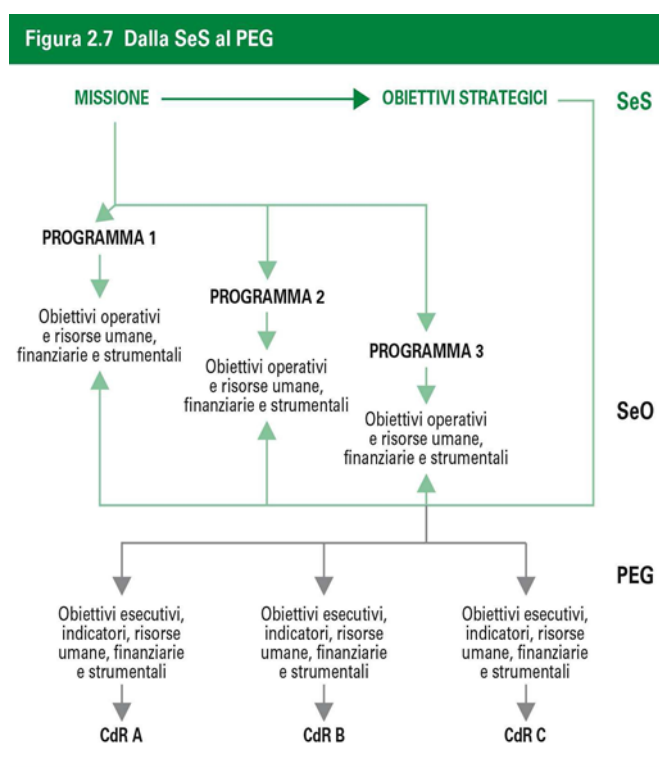 Figura 2.7 Dalla SeS al PEG
MISSIONE
OBIETTIVI STRATEGICI
SeS
PROGRAMMA 1
Obiettivi operativi
e risorse umane,
finanziarie e strumentali
PROGRAMMA 2
Obiettivi operativi
e risorse umane,
finanziarie e strumentali
PROGRAMMA 3
Obiettivi operativi
e risorse umane,
finanziarie e strumentali
SeO
PEG
Obiettivi esecutivi,
indicatori, risorse
umane, finanziarie
e strumentali
CdR A
Obiettivi esecutivi,
indicatori, risorse
umane, finanziarie
e strumentali
CdR B
Obiettivi esecutivi,
indicatori, risorse
umane, finanziarie
e strumentali
CdR C